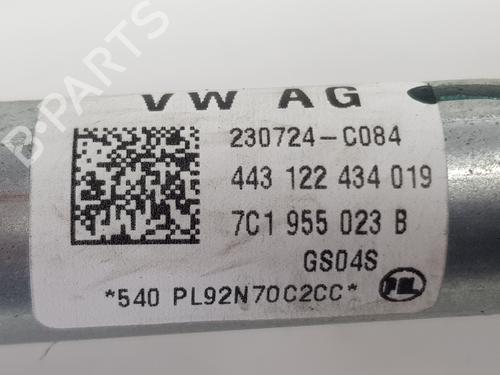 VW AG
230724-C084
443 122 434 019
7C1 955 023 B
GS04S
*540 PL92N70C2CC*
B-PARTS